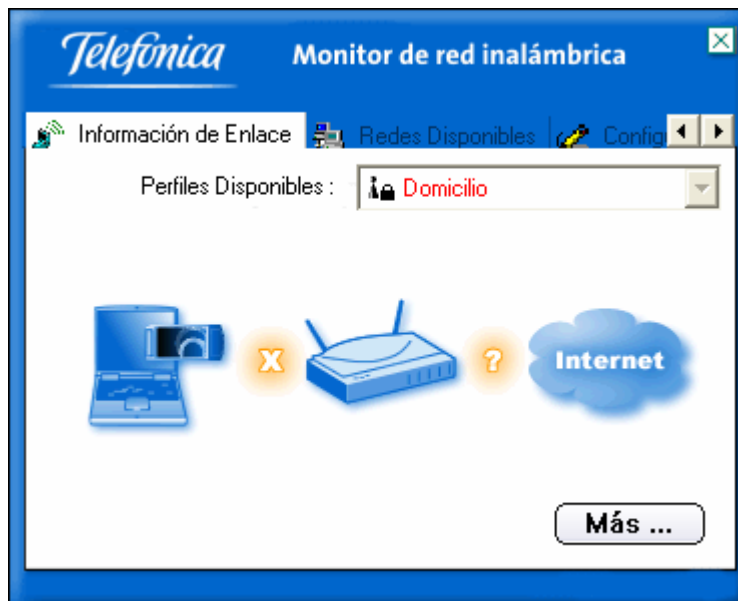 Telefónica
Monitor de red inalámbrica
Información de Enlace
Redes Disponibles
Config
Perfiles Disponibles :
Domicilio
X
?
Internet
Más ...